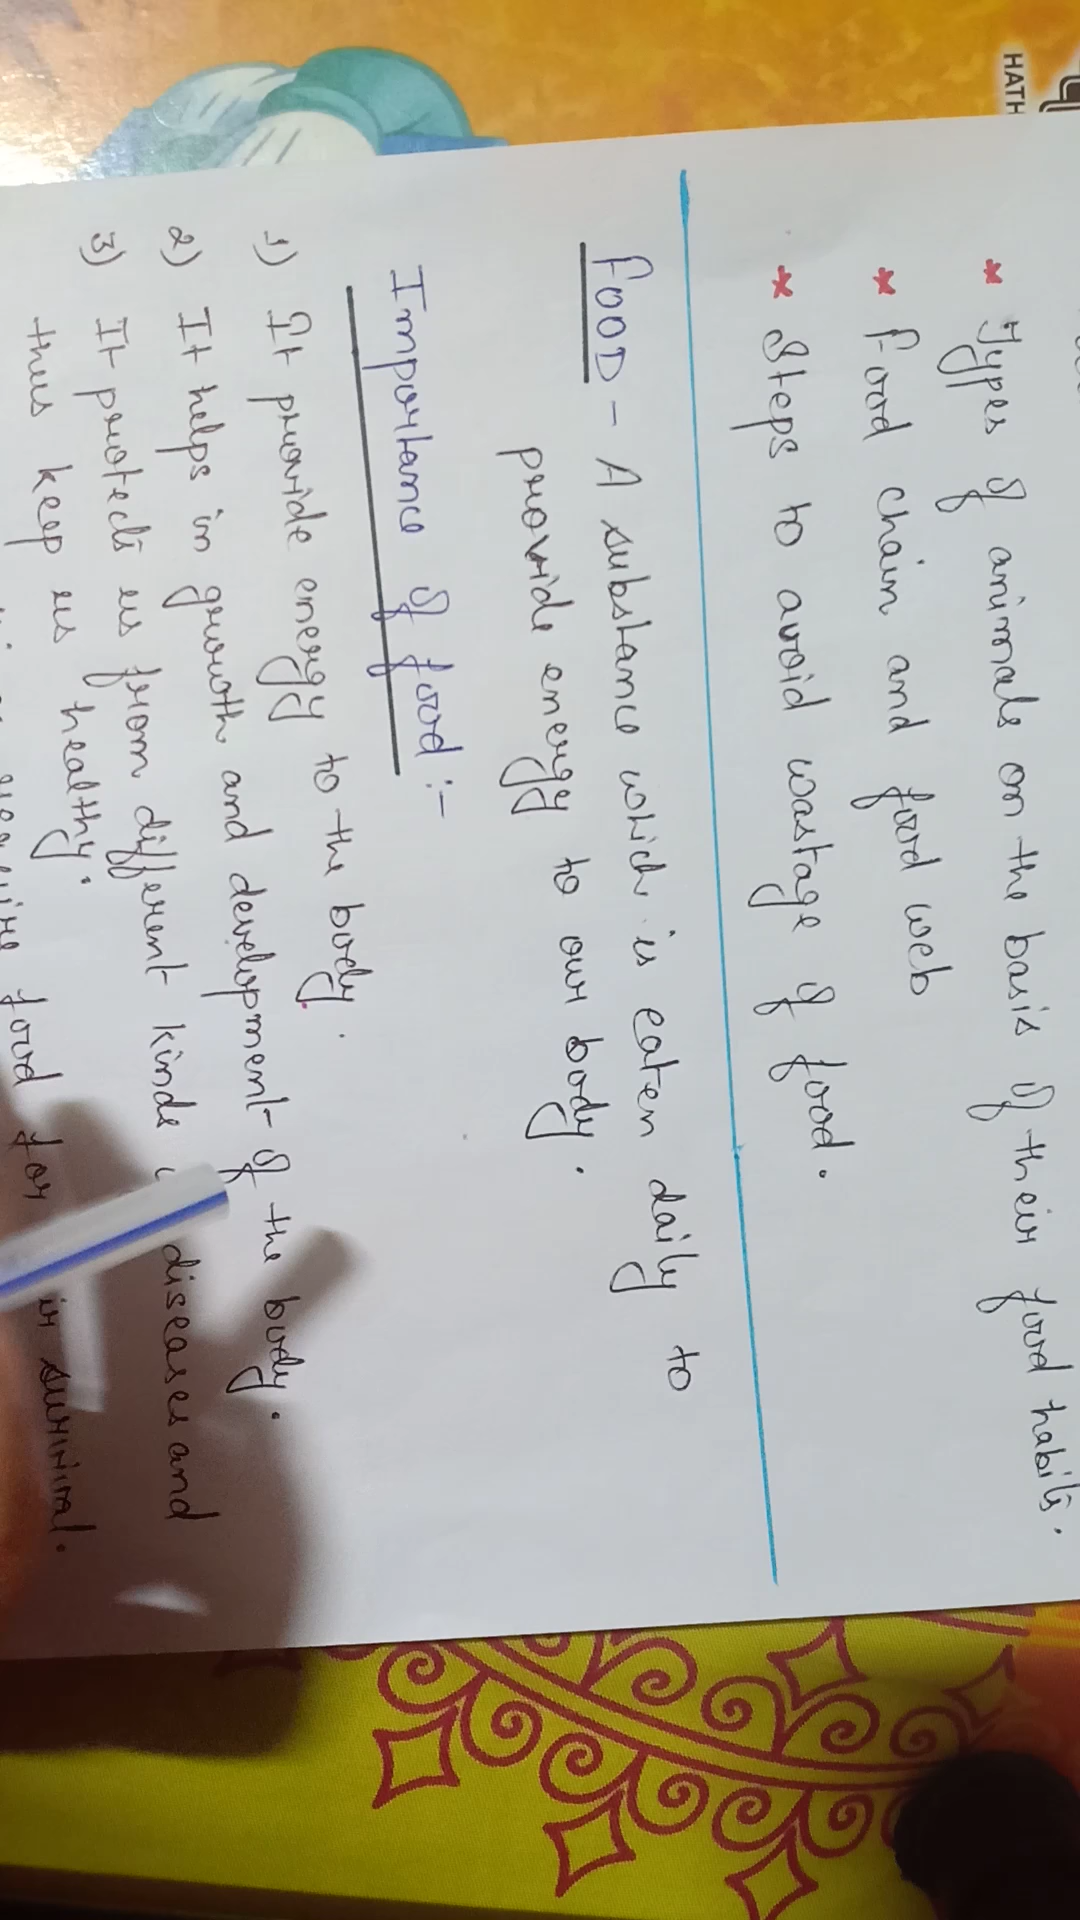 HATH
* Types of animals on the basis of their food habits.
* Food chain and food web
* Steps to avoid wastage of food.
FOOD - A substance which is eaten daily to
provide energy to our body.
Importance of food :-
1) It provide energy to the body.
2) It helps in growth and development of the body.
3) It protects us from different kinds diseases and
thus keep us healthy.
food for survival.